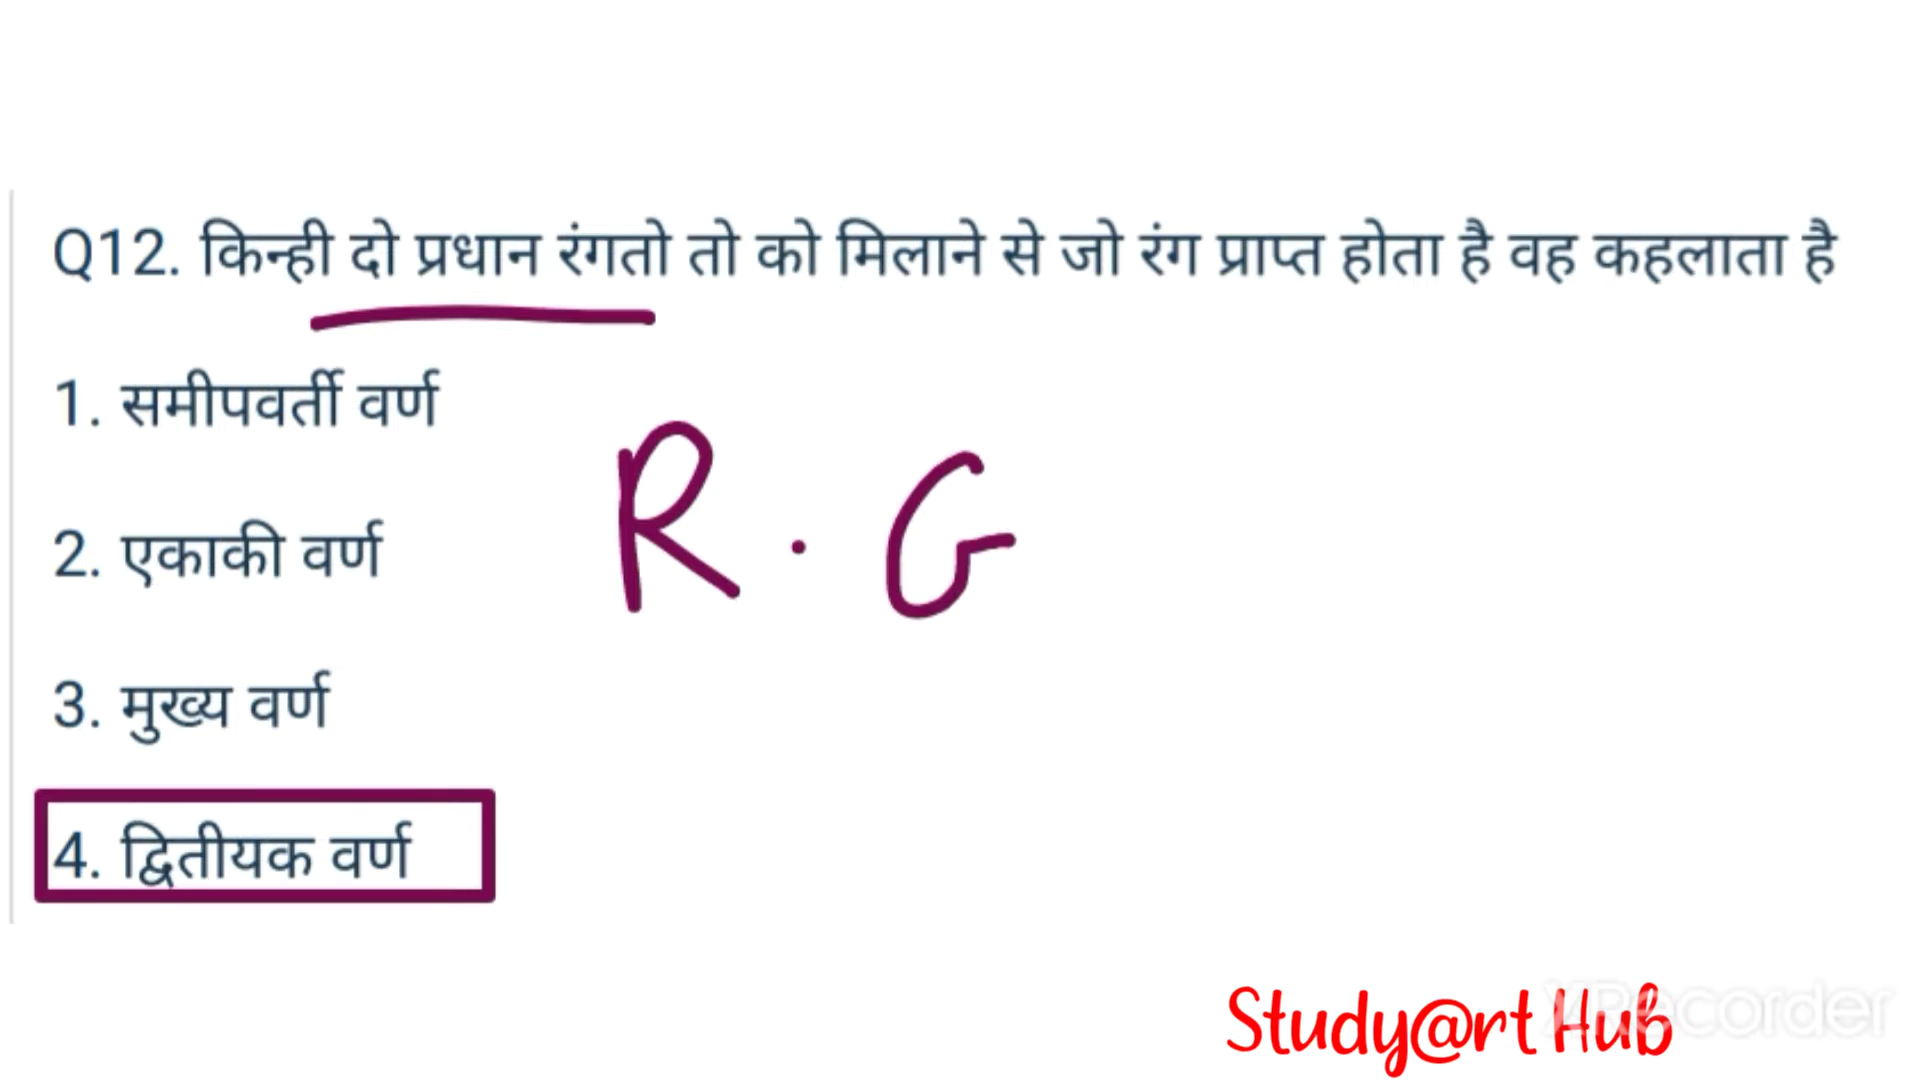 Q12. किन्ही दो प्रधान रंगतो तो को मिलाने से जो रंग प्राप्त होता है वह कहलाता है
1. समीपवर्ती वर्ण
R . G
2. एकाकी वर्ण
3. मुख्य वर्ण
4. द्वितीयक वर्ण
Study@rt Hub
XRecorder